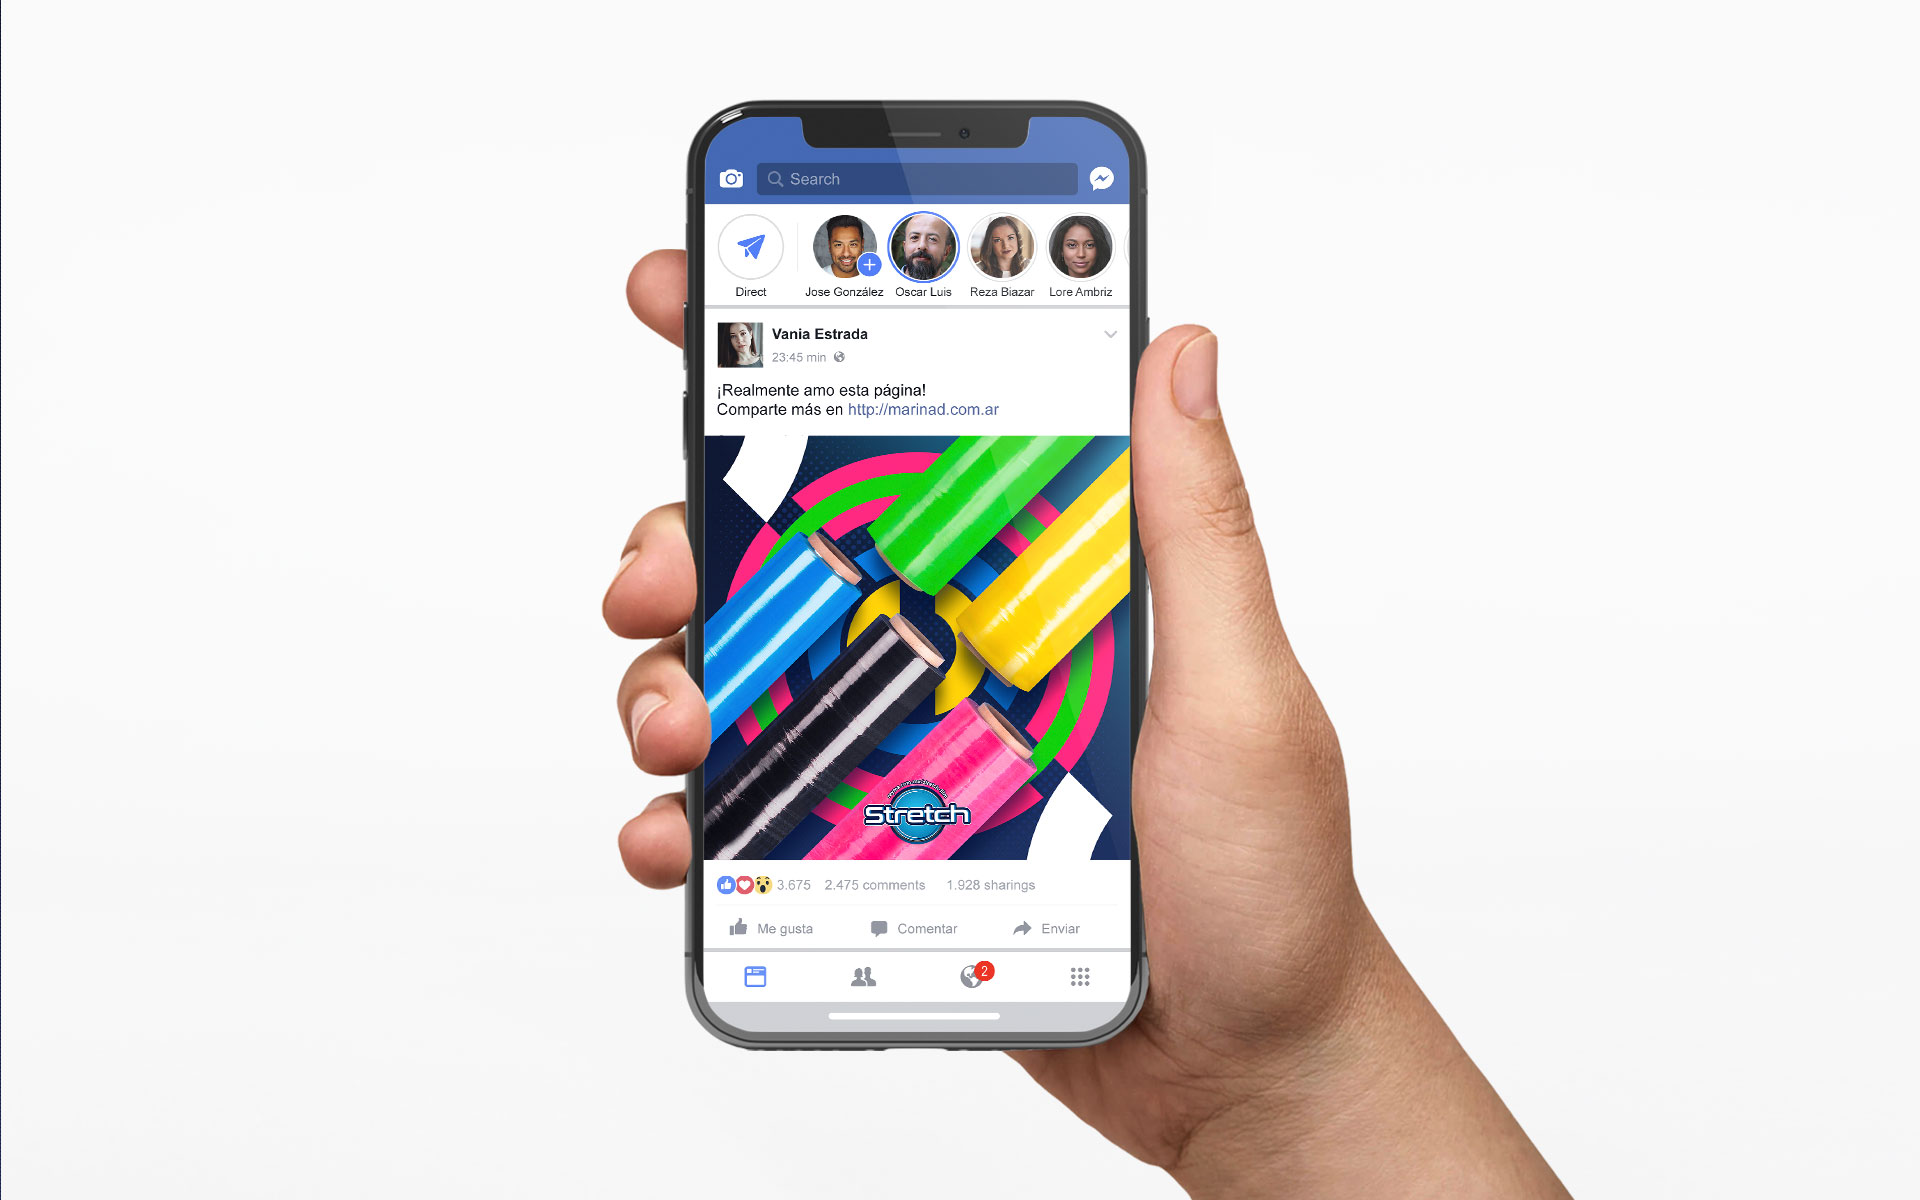 Search
Direct
Jose González
Oscar Luis
Reza Biazar
Lore Ambriz
Vania Estrada
23:45 min
¡Realmente amo esta página!
Comparte más en http://marinad.com.ar
Stretch
3.675 2.475 comments 1.928 sharings
Me gusta Comentar Enviar
2